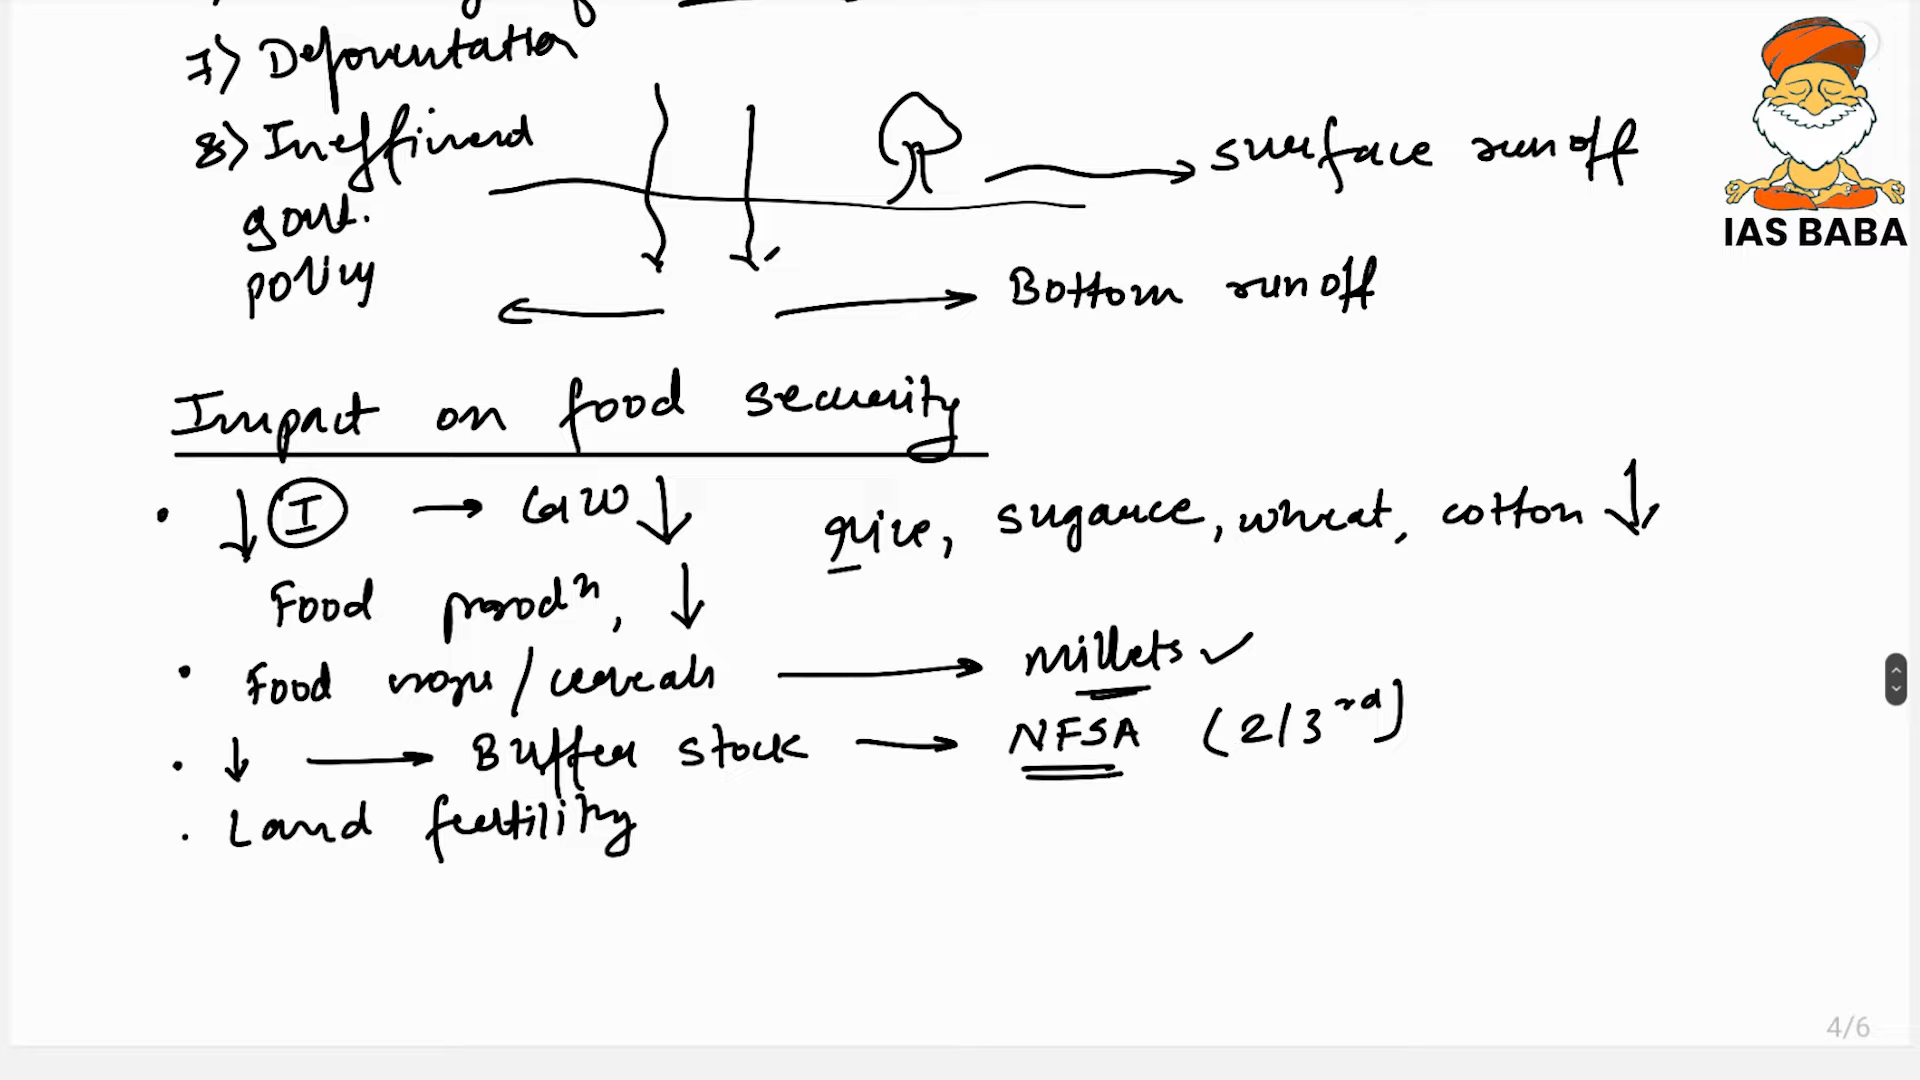 7) Deforestation
8) Inefficient
govt.
policy
surface runoff
Bottom runoff
IAS BABA
Impact on food security
• ↓ I → GW ↓ rice, sugarcce, wheat, cotton ↓
Food prodn, ↓
• Food crops/cereals → millets ✓
• ↓ → Buffer stock → NFSA (2/3rd)
• Land fertility
4/6